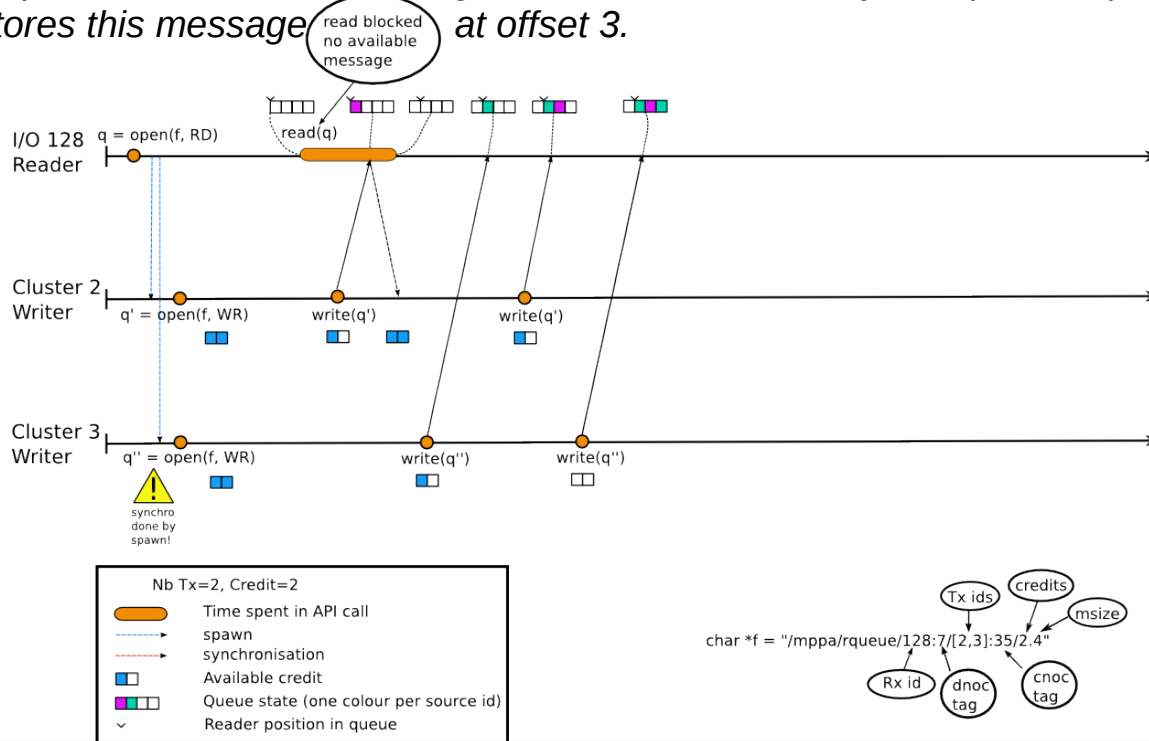 tores this message at offset 3.
read blocked
no available
message
q = open(f, RD)
read(q)
I/O 128
Reader
Cluster 2
Writer
q' = open(f, WR)
write(q')
write(q')
Cluster 3
Writer
q'' = open(f, WR)
write(q'')
write(q'')
!
synchro
done by
spawn!
Nb Tx=2, Credit=2
Time spent in API call
spawn
synchronisation
Available credit
Queue state (one colour per source id)
Reader position in queue
Tx ids
credits
msize
char *f = "/mppa/rqueue/128:7/[2,3]:35/2.4"
Rx id
dnoc
tag
cnoc
tag